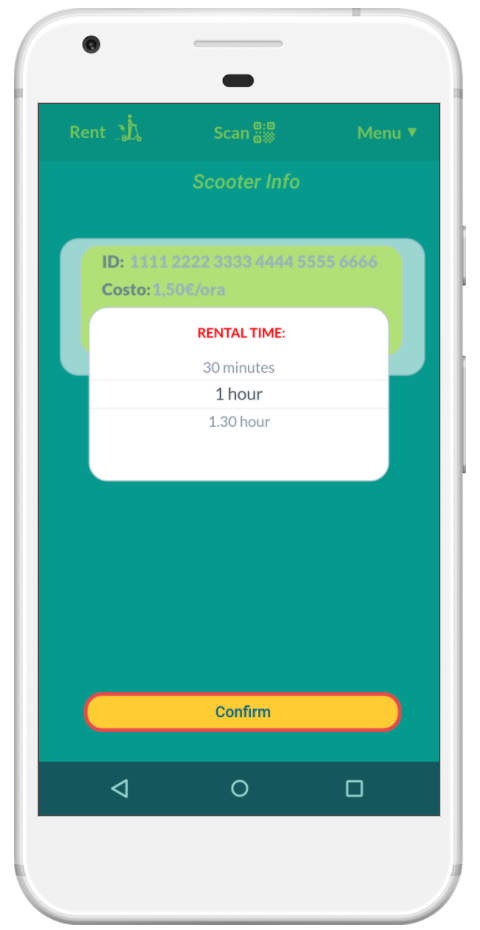 Rent
Scan
Menu ▼
Scooter Info
ID: 1111 2222 3333 4444 5555 6666
Costo: 1,50€/ora
RENTAL TIME:
30 minutes
1 hour
1.30 hour
Confirm